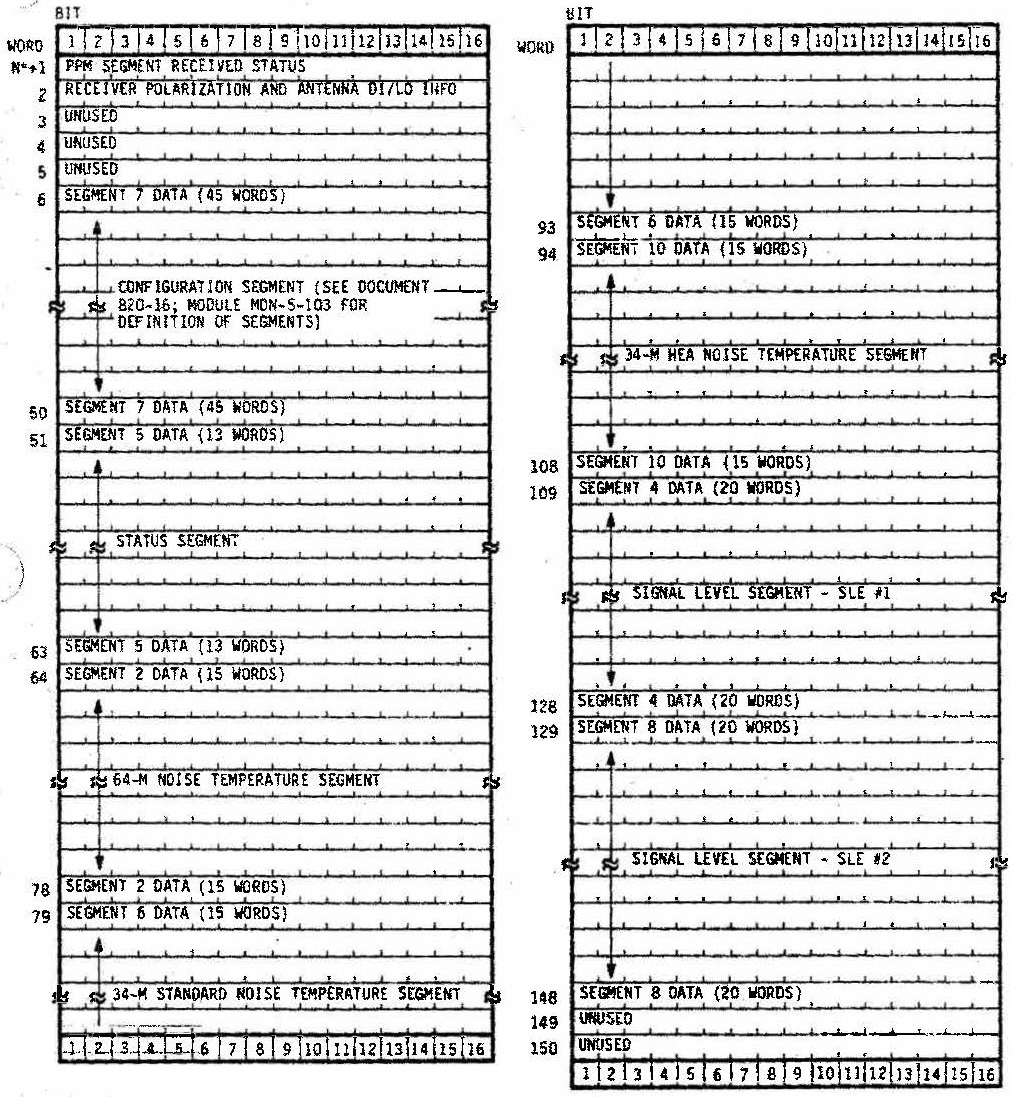 BIT
WORD 1 2 3 4 5 6 7 8 9 10 11 12 13 14 15 16
N*+1 PPM SEGMENT RECEIVED STATUS
2 RECEIVER POLARIZATION AND ANTENNA DI/LO INFO
3 UNUSED
4 UNUSED
5 UNUSED
6 SEGMENT 7 DATA (45 WORDS)
CONFIGURATION SEGMENT (SEE DOCUMENT
820-16; MODULE MON-5-103 FOR
DEFINITION OF SEGMENTS)
50 SEGMENT 7 DATA (45 WORDS)
51 SEGMENT 5 DATA (13 WORDS)
STATUS SEGMENT
63 SEGMENT 5 DATA (13 WORDS)
64 SEGMENT 2 DATA (15 WORDS)
64-M NOISE TEMPERATURE SEGMENT
78 SEGMENT 2 DATA (15 WORDS)
79 SEGMENT 6 DATA (15 WORDS)
34-M STANDARD NOISE TEMPERATURE SEGMENT
1 2 3 4 5 6 7 8 9 10 11 12 13 14 15 16
BIT
WORD 1 2 3 4 5 6 7 8 9 10 11 12 13 14 15 16
93 SEGMENT 6 DATA (15 WORDS)
94 SEGMENT 10 DATA (15 WORDS)
34-M HEA NOISE TEMPERATURE SEGMENT
108 SEGMENT 10 DATA (15 WORDS)
109 SEGMENT 4 DATA (20 WORDS)
SIGNAL LEVEL SEGMENT - SLE #1
128 SEGMENT 4 DATA (20 WORDS)
129 SEGMENT 8 DATA (20 WORDS)
SIGNAL LEVEL SEGMENT - SLE #2
148 SEGMENT 8 DATA (20 WORDS)
149 UNUSED
150 UNUSED
1 2 3 4 5 6 7 8 9 10 11 12 13 14 15 16